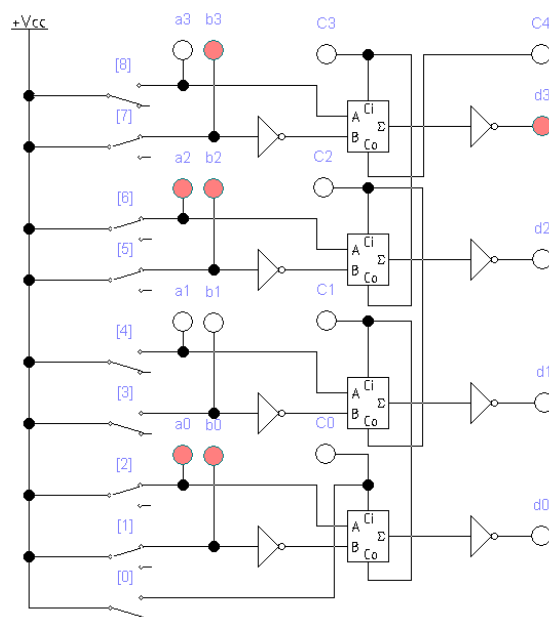 +Vcc
a3 b3 C3 C4
[8]
d3
Ci
[7]
A
Σ
B
Co
a2 b2 C2
[6]
d2
Ci
A
[5]
Σ
B
Co
a1 b1 C1
[4]
d1
Ci
A
[3]
Σ
B
Co
a0 b0 C0
[2]
d0
Ci
[1]
A
Σ
B
Co
[0]